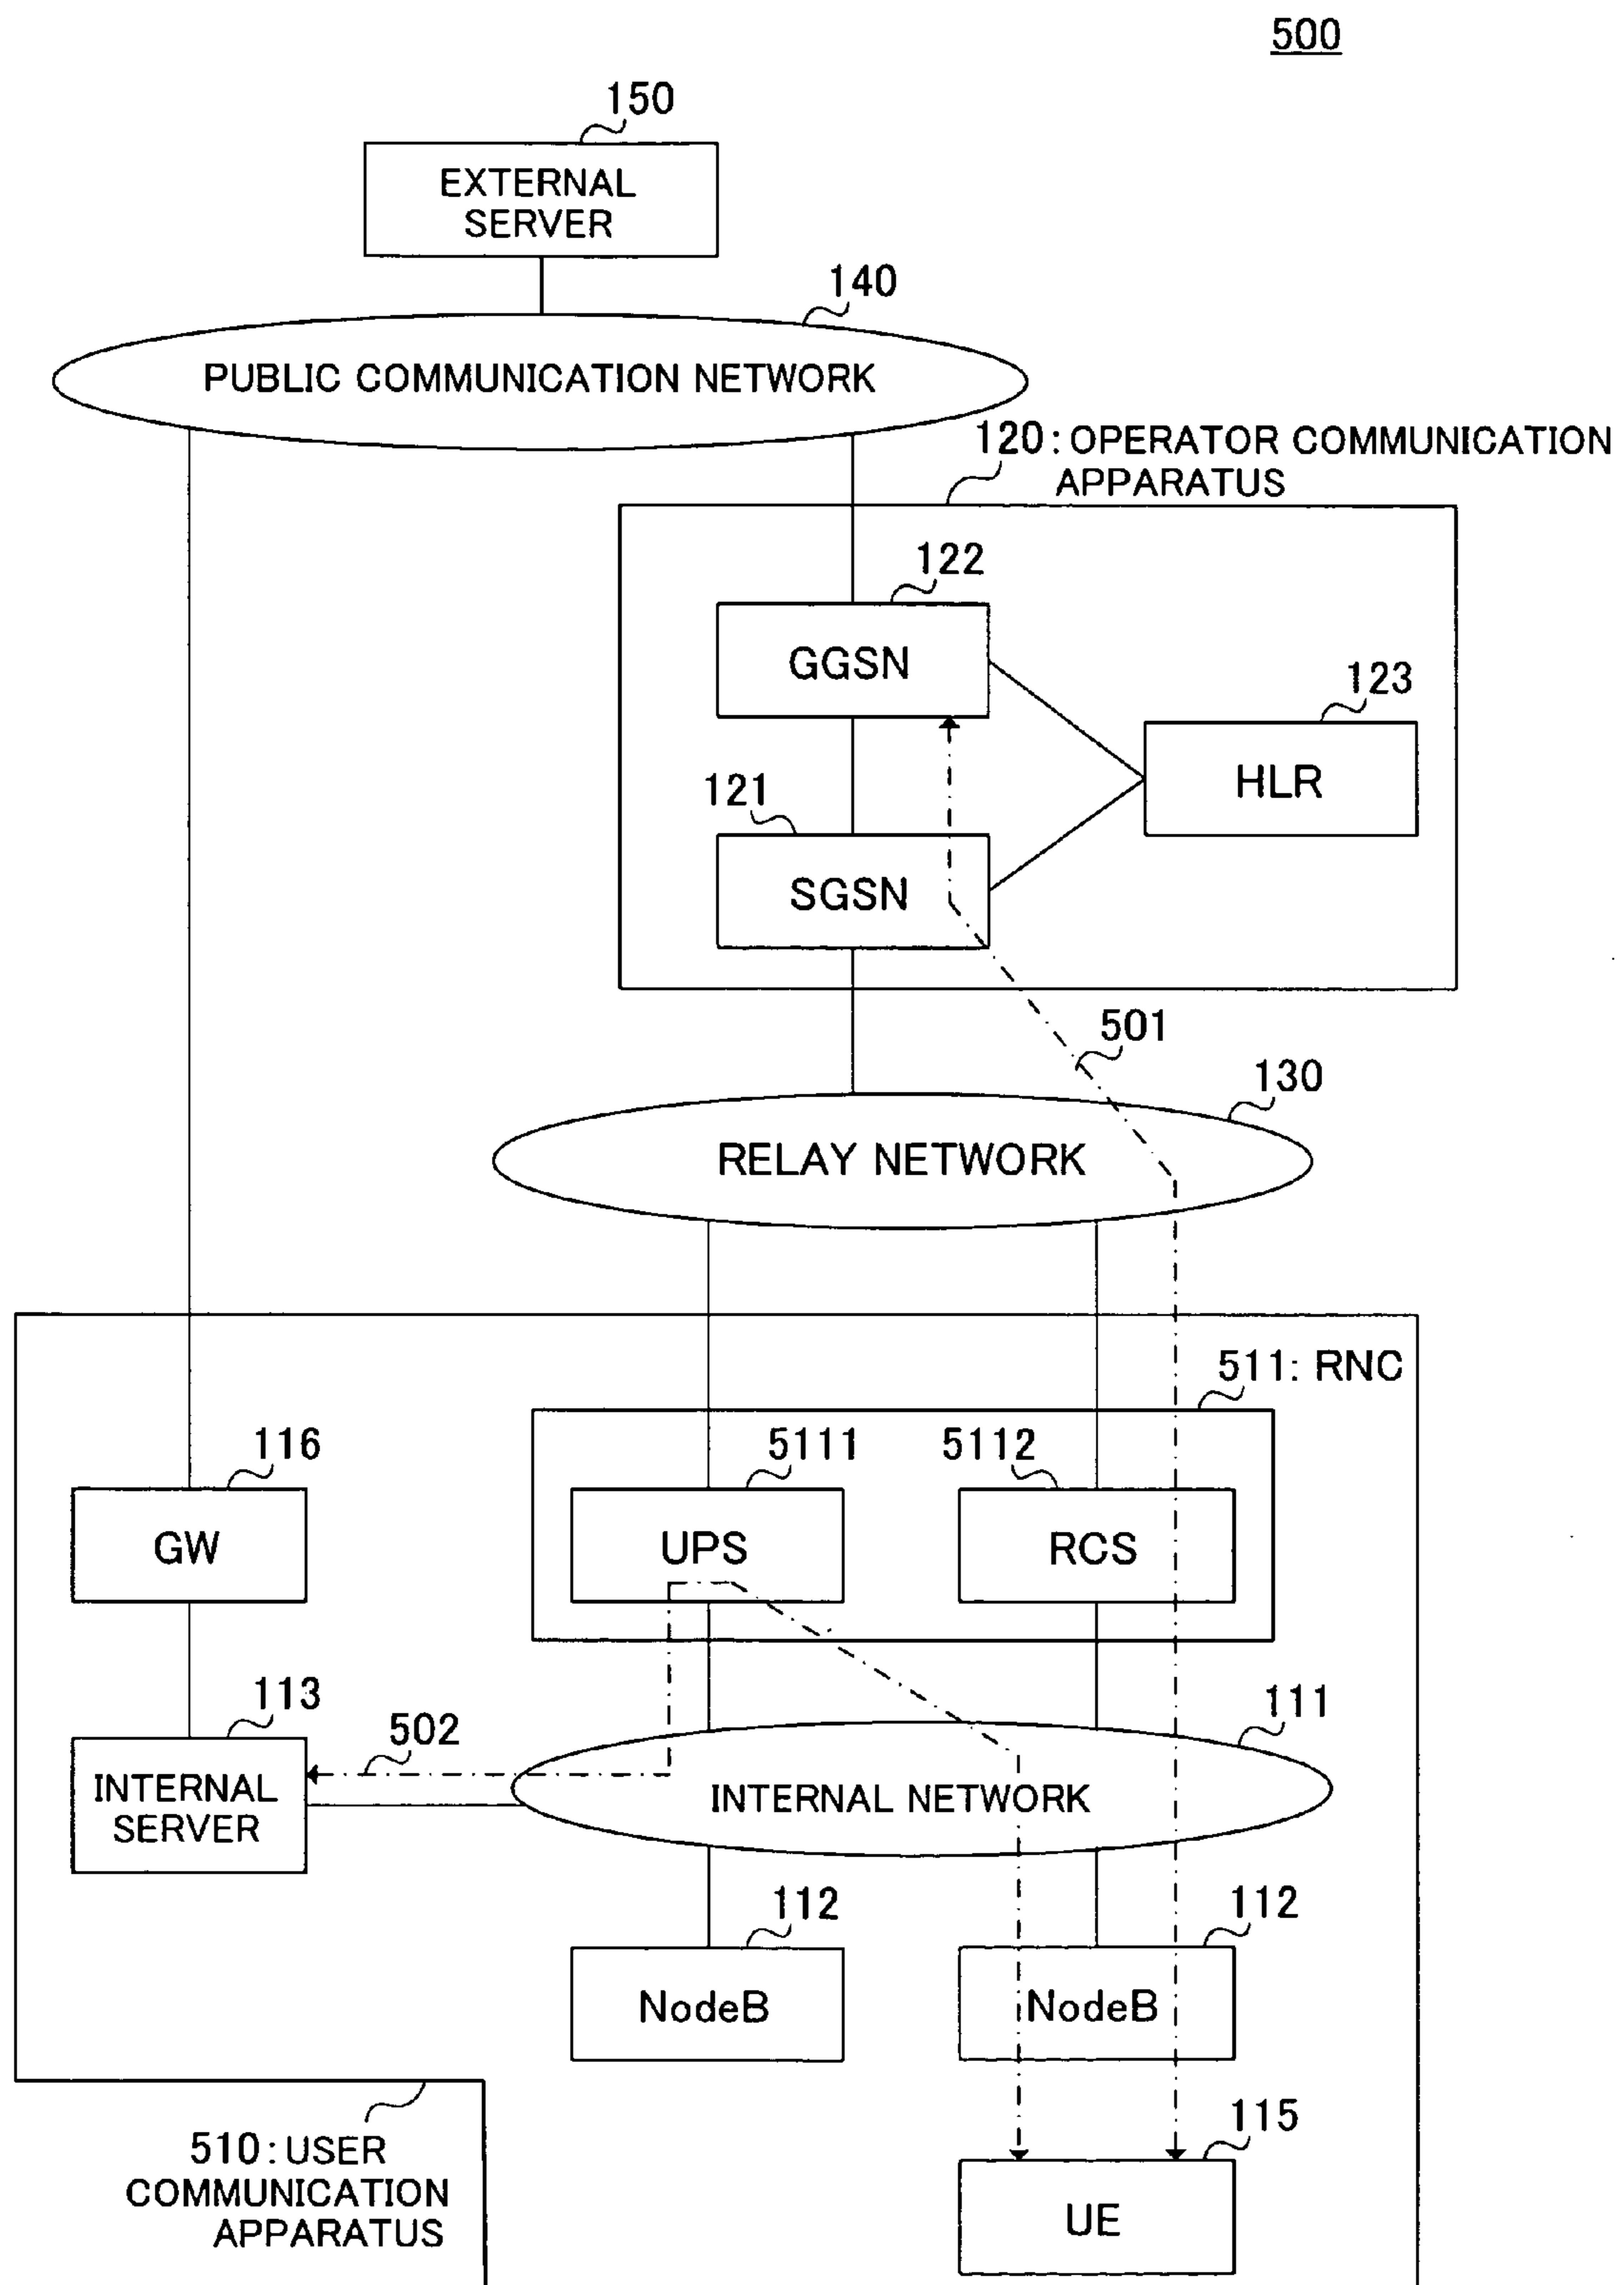 500
150
EXTERNAL
SERVER
140
PUBLIC COMMUNICATION NETWORK
120: OPERATOR COMMUNICATION
APPARATUS
122
GGSN
123
HLR
121
SGSN
501
130
RELAY NETWORK
511: RNC
116
5111
5112
GW
UPS
RCS
113
502
111
INTERNAL
SERVER
INTERNAL NETWORK
112
112
NodeB
NodeB
510: USER
COMMUNICATION
APPARATUS
115
UE